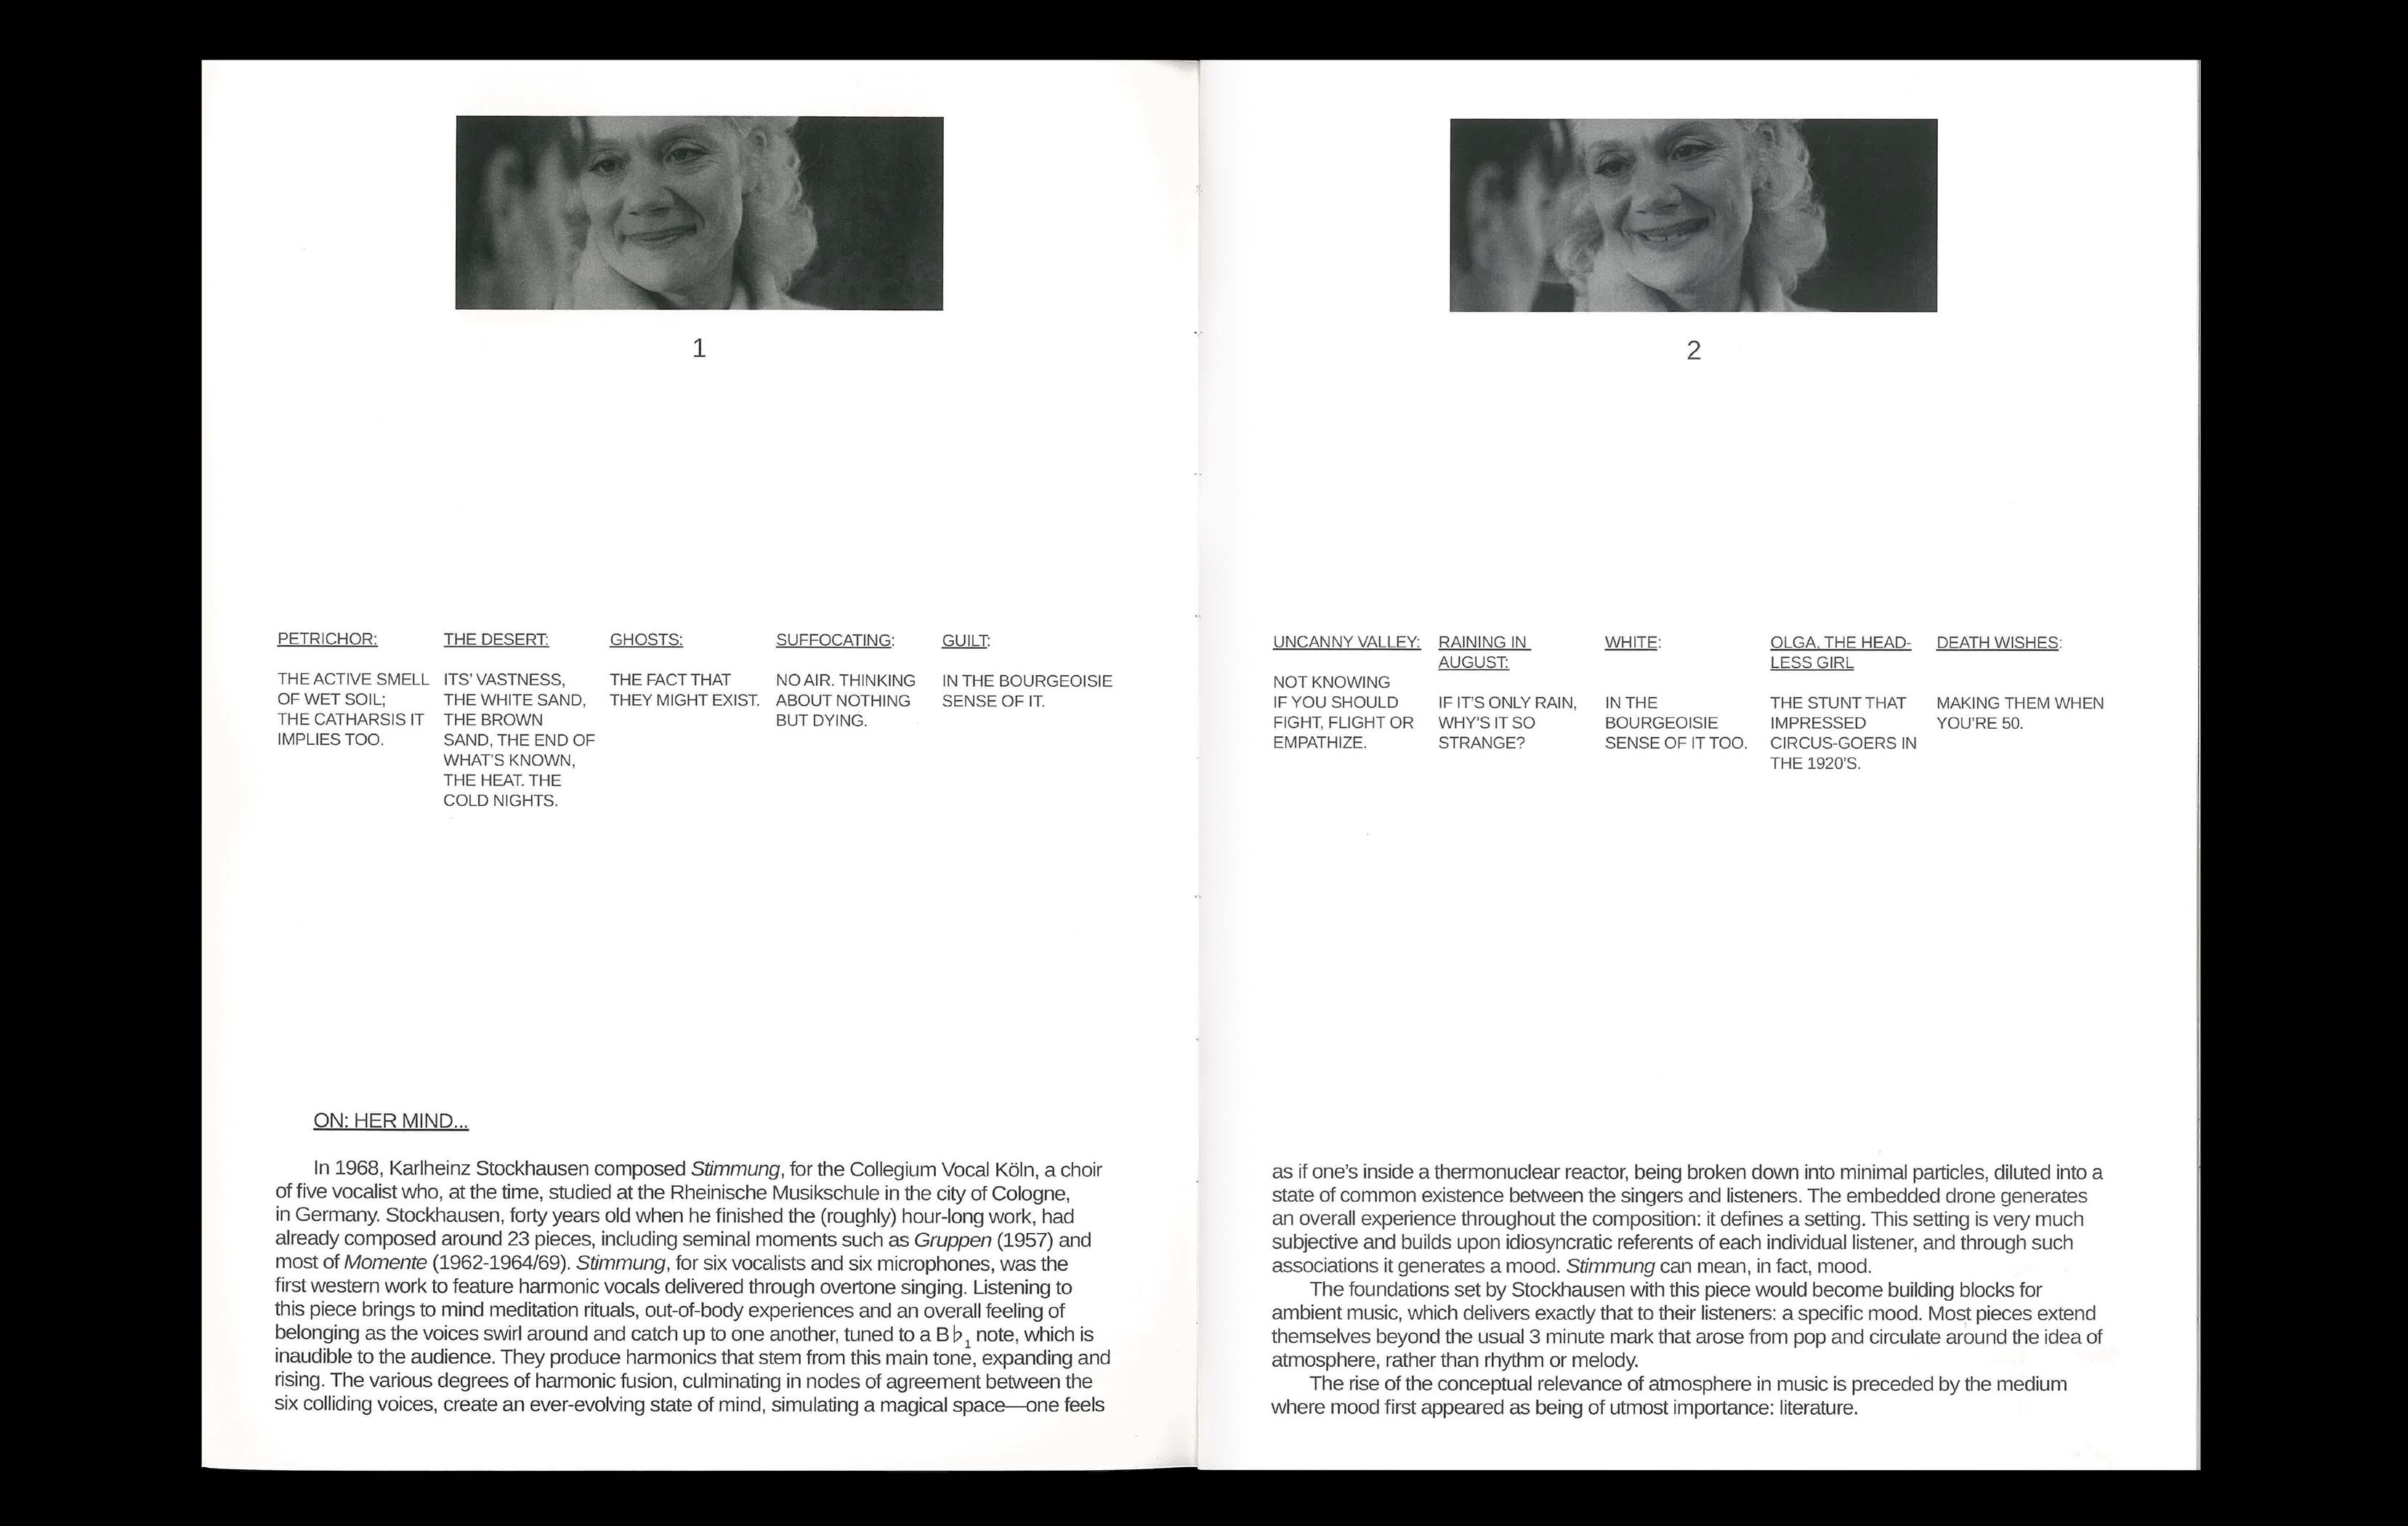 1
PETRICHOR:
THE ACTIVE SMELL
OF WET SOIL;
THE CATHARSIS IT
IMPLIES TOO.
THE DESERT:
ITS' VASTNESS,
THE WHITE SAND,
THE BROWN
SAND, THE END OF
WHAT'S KNOWN,
THE HEAT. THE
COLD NIGHTS.
GHOSTS:
THE FACT THAT
THEY MIGHT EXIST.
SUFFOCATING:
NO AIR. THINKING
ABOUT NOTHING
BUT DYING.
GUILT:
IN THE BOURGEOISIE
SENSE OF IT.
ON: HER MIND...
In 1968, Karlheinz Stockhausen composed Stimmung, for the Collegium Vocal Köln, a choir
of five vocalist who, at the time, studied at the Rheinische Musikschule in the city of Cologne,
in Germany. Stockhausen, forty years old when he finished the (roughly) hour-long work, had
already composed around 23 pieces, including seminal moments such as Gruppen (1957) and
most of Momente (1962-1964/69). Stimmung, for six vocalists and six microphones, was the
first western work to feature harmonic vocals delivered through overtone singing. Listening to
this piece brings to mind meditation rituals, out-of-body experiences and an overall feeling of
belonging as the voices swirl around and catch up to one another, tuned to a B♭1 note, which is
inaudible to the audience. They produce harmonics that stem from this main tone, expanding and
rising. The various degrees of harmonic fusion, culminating in nodes of agreement between the
six colliding voices, create an ever-evolving state of mind, simulating a magical space—one feels
2
UNCANNY VALLEY:
NOT KNOWING
IF YOU SHOULD
FIGHT, FLIGHT OR
EMPATHIZE.
RAINING IN
AUGUST:
IF IT'S ONLY RAIN,
WHY'S IT SO
STRANGE?
WHITE:
IN THE
BOURGEOISIE
SENSE OF IT TOO.
OLGA, THE HEAD-
LESS GIRL
THE STUNT THAT
IMPRESSED
CIRCUS-GOERS IN
THE 1920'S.
DEATH WISHES:
MAKING THEM WHEN
YOU'RE 50.
as if one's inside a thermonuclear reactor, being broken down into minimal particles, diluted into a
state of common existence between the singers and listeners. The embedded drone generates
an overall experience throughout the composition: it defines a setting. This setting is very much
subjective and builds upon idiosyncratic referents of each individual listener, and through such
associations it generates a mood. Stimmung can mean, in fact, mood.
The foundations set by Stockhausen with this piece would become building blocks for
ambient music, which delivers exactly that to their listeners: a specific mood. Most pieces extend
themselves beyond the usual 3 minute mark that arose from pop and circulate around the idea of
atmosphere, rather than rhythm or melody.
The rise of the conceptual relevance of atmosphere in music is preceded by the medium
where mood first appeared as being of utmost importance: literature.